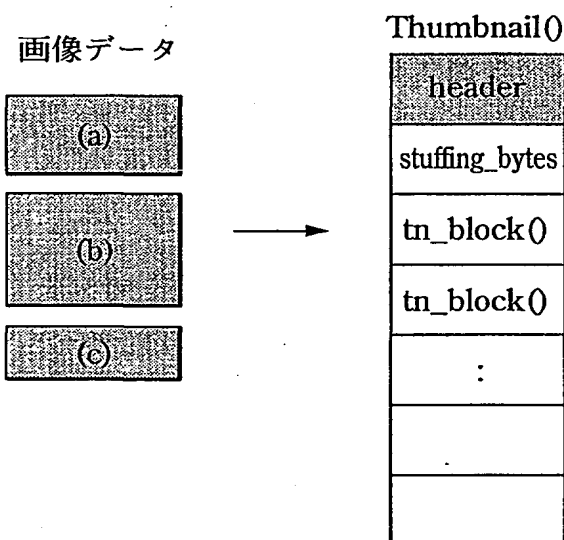 画像データ
(a)
(b)
(c)
Thumbnail()
header
stuffing_bytes
tn_block()
tn_block()
: